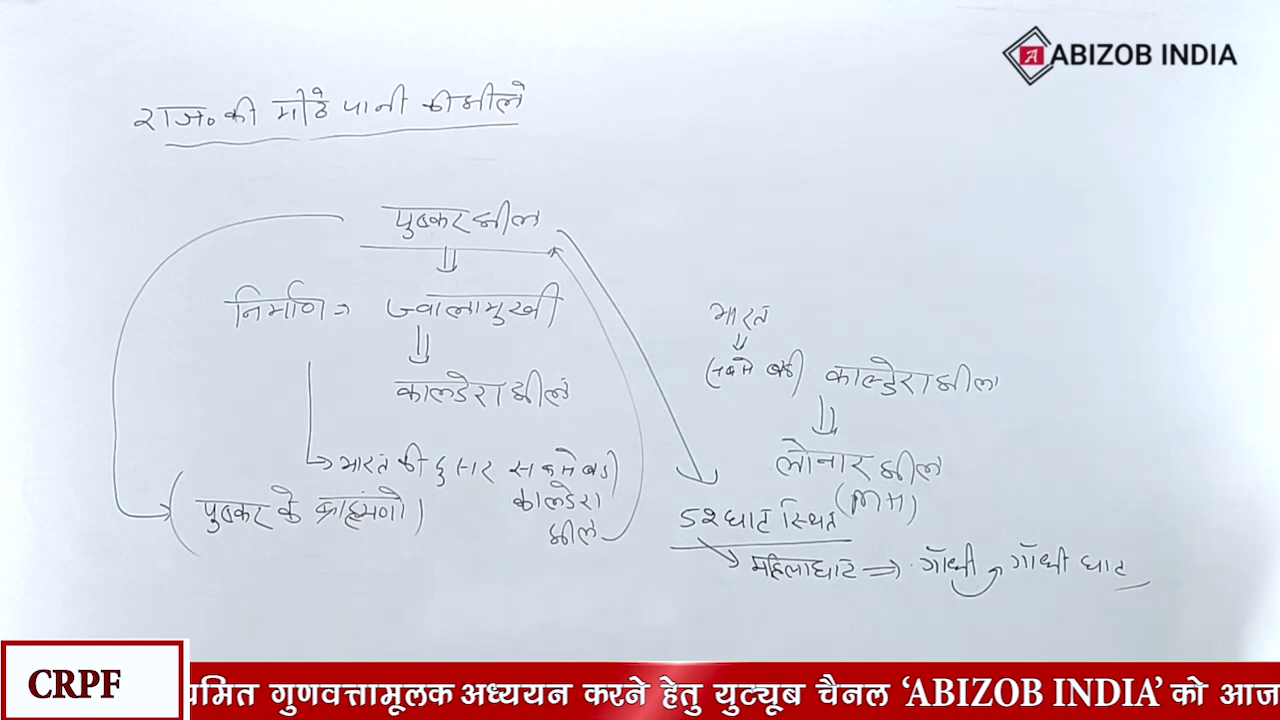 ABIZOB INDIA
राज० की मीठे पानी की झीलें
पुष्कर झील
निर्माण → ज्वालामुखी
काल्डेरा झील
भारत की दुसर सबसे बडी
काल्डेरा
झील
(पुष्कर के ब्राह्मणो)
भारत
(सबसे बडी) काल्डेरा झील
लोनार झील
(MH)
52 घाट स्थित
महिलाघाट ⇒ गाँधी, गाँधी घाट
CRPF
यमित गुणवत्तामूलक अध्ययन करने हेतु युट्यूब चैनल ‘ABIZOB INDIA’ को आज